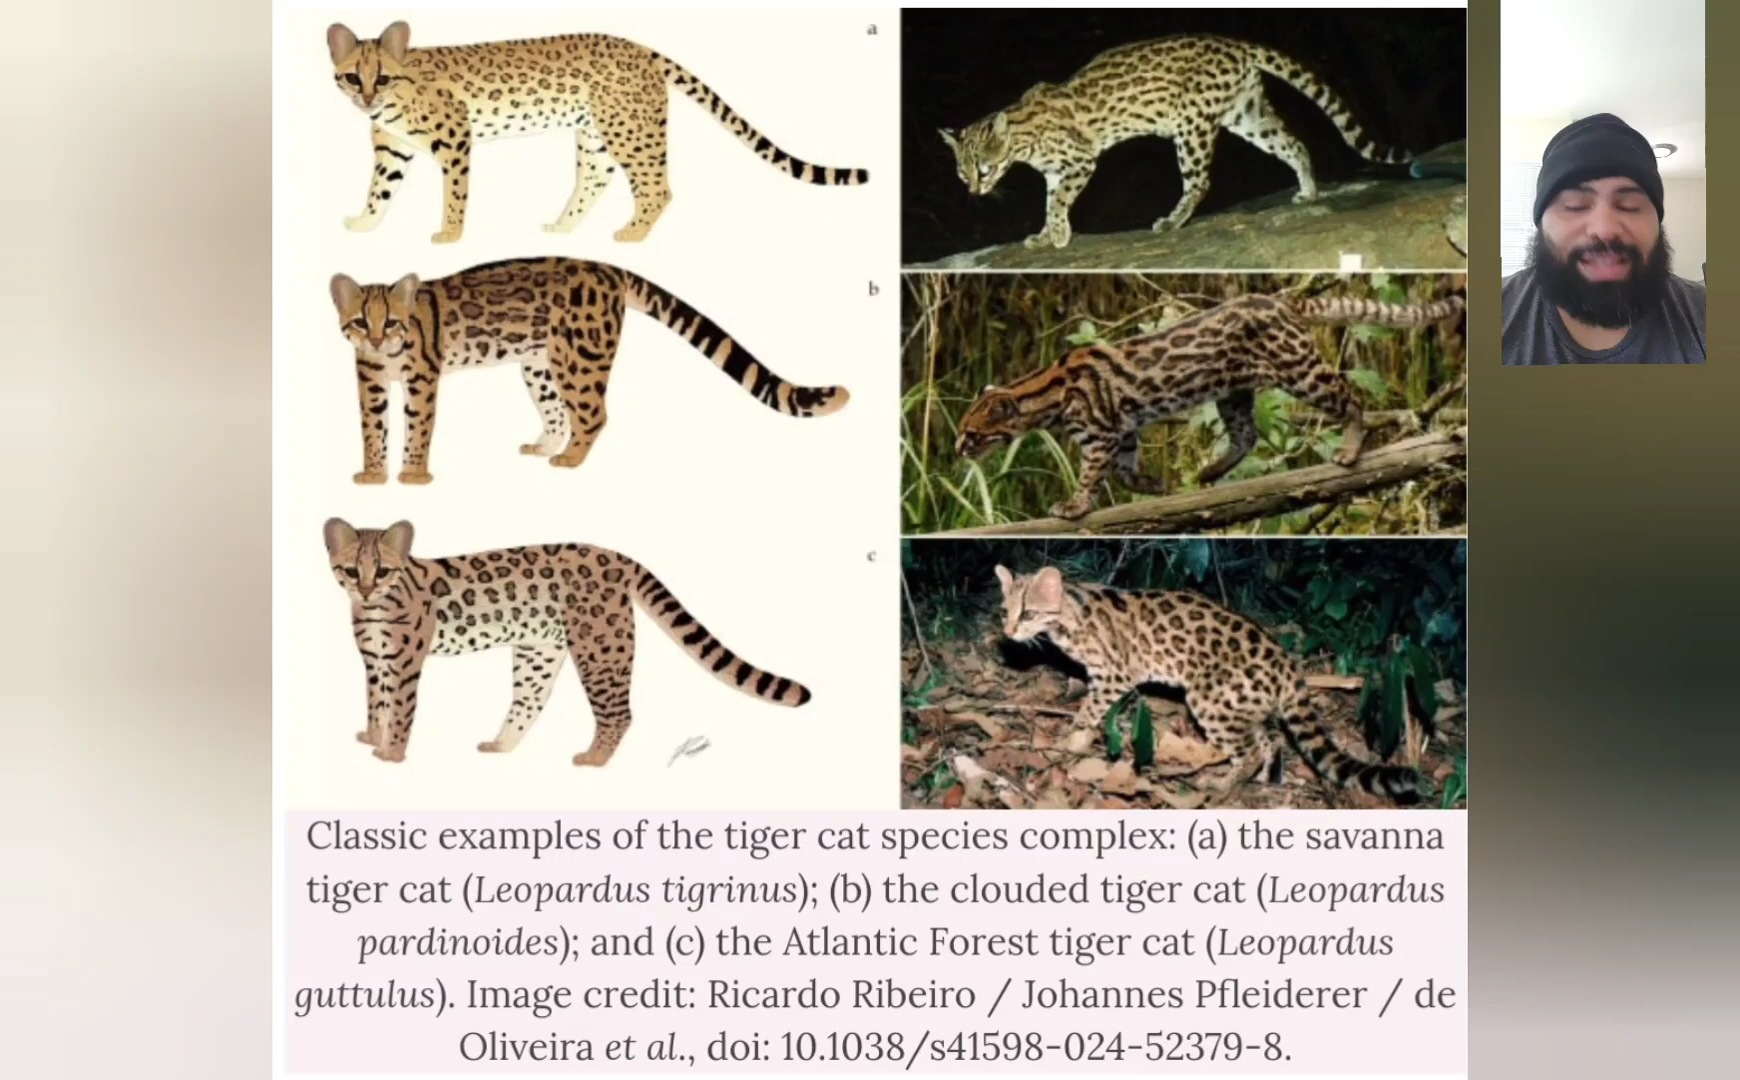 a
b
c
Classic examples of the tiger cat species complex: (a) the savanna
tiger cat (Leopardus tigrinus); (b) the clouded tiger cat (Leopardus
pardinoides); and (c) the Atlantic Forest tiger cat (Leopardus
guttulus). Image credit: Ricardo Ribeiro / Johannes Pfleiderer / de
Oliveira et al., doi: 10.1038/s41598-024-52379-8.